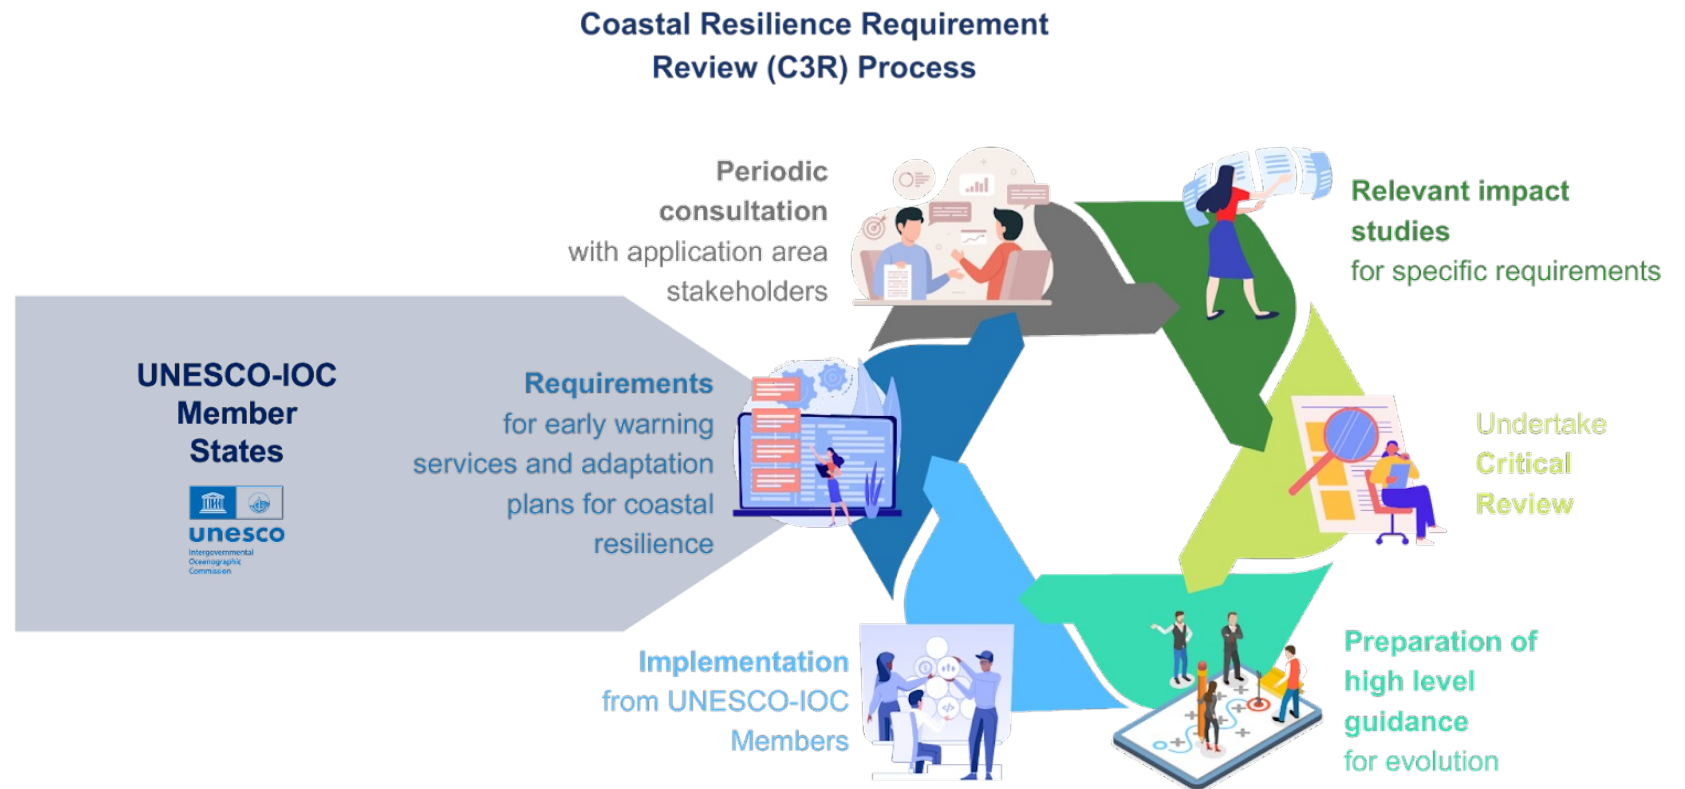 Coastal Resilience Requirement
Review (C3R) Process
Periodic
consultation
with application area
stakeholders
Relevant impact
studies
for specific requirements
UNESCO-IOC
Member
States
unesco
Intergovernmental
Oceanographic
Commission
Requirements
for early warning
services and adaptation
plans for coastal
resilience
Undertake
Critical
Review
Implementation
from UNESCO-IOC
Members
Preparation of
high level
guidance
for evolution